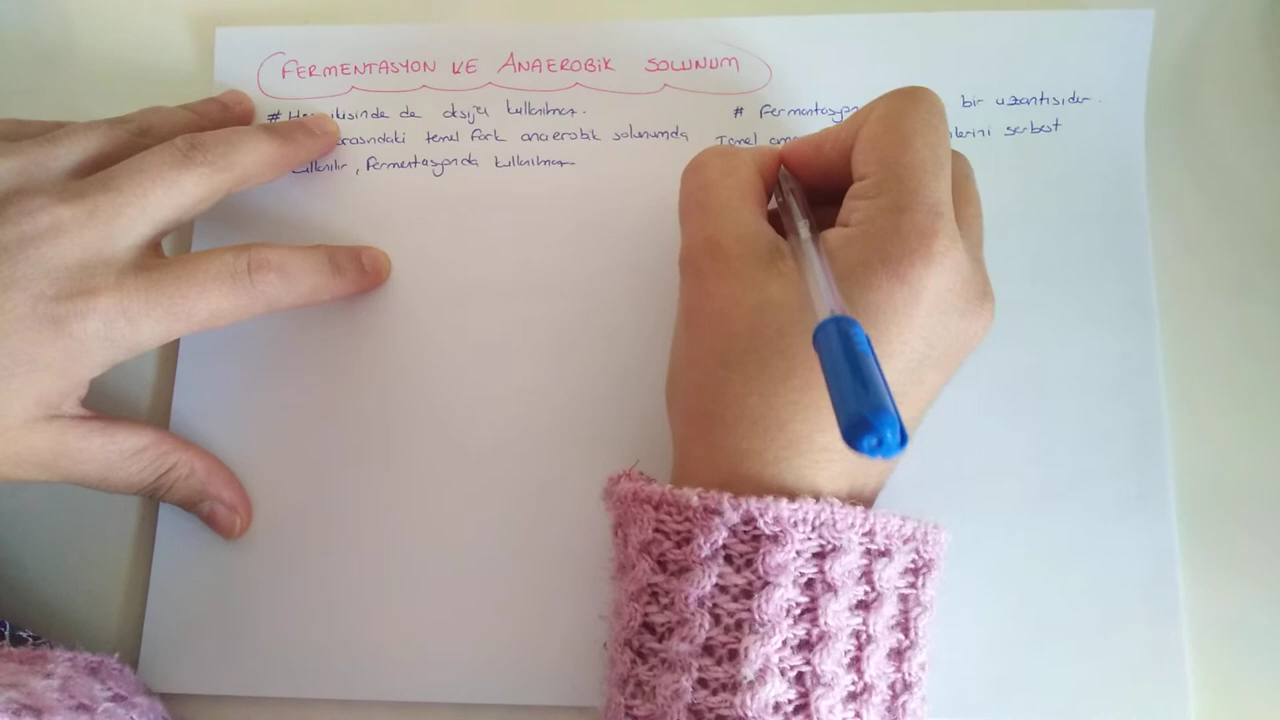 FERMENTASYON VE ANAEROBİK SOLUNUM
# ikisinde de oksijen kullanılmaz.
arasındaki temel fark anaerobik solunumda
kullanılır, fermentasyonda kullanılmaz
# Fermentasyon bir uzantısıdır.
Temel serbest